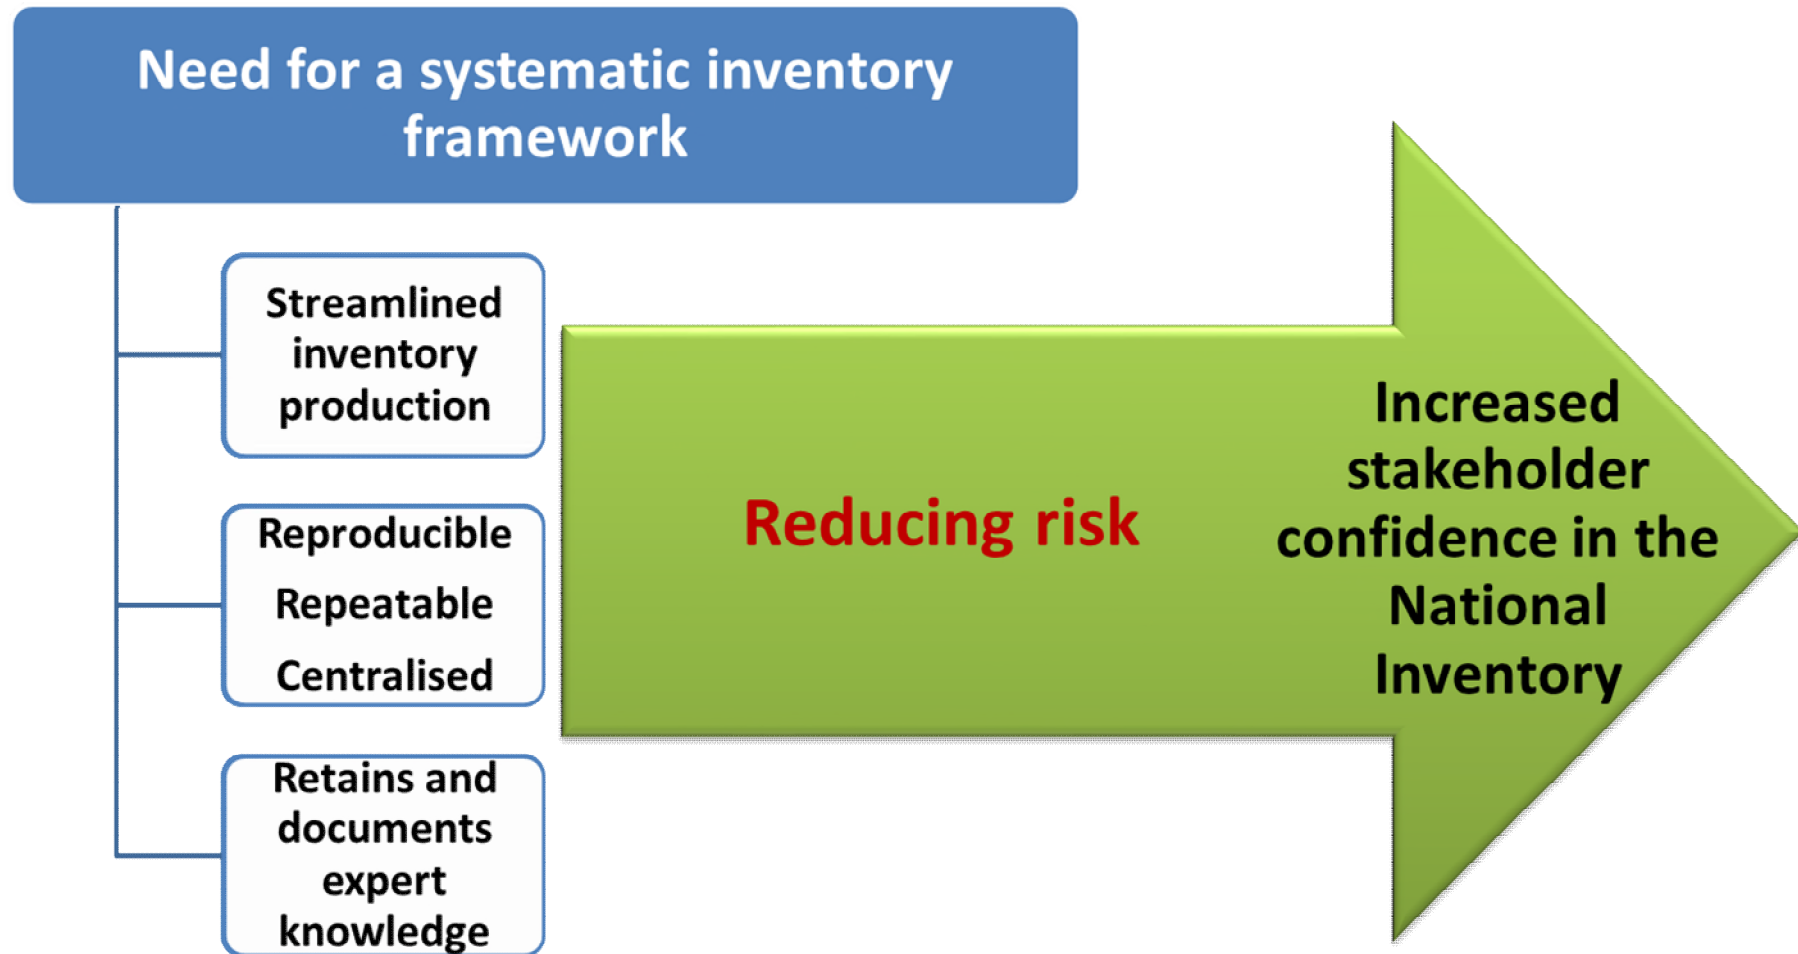 Need for a systematic inventory
framework
Streamlined
inventory
production
Reproducible
Repeatable
Centralised
Retains and
documents
expert
knowledge
Reducing risk
Increased
stakeholder
confidence in the
National
Inventory